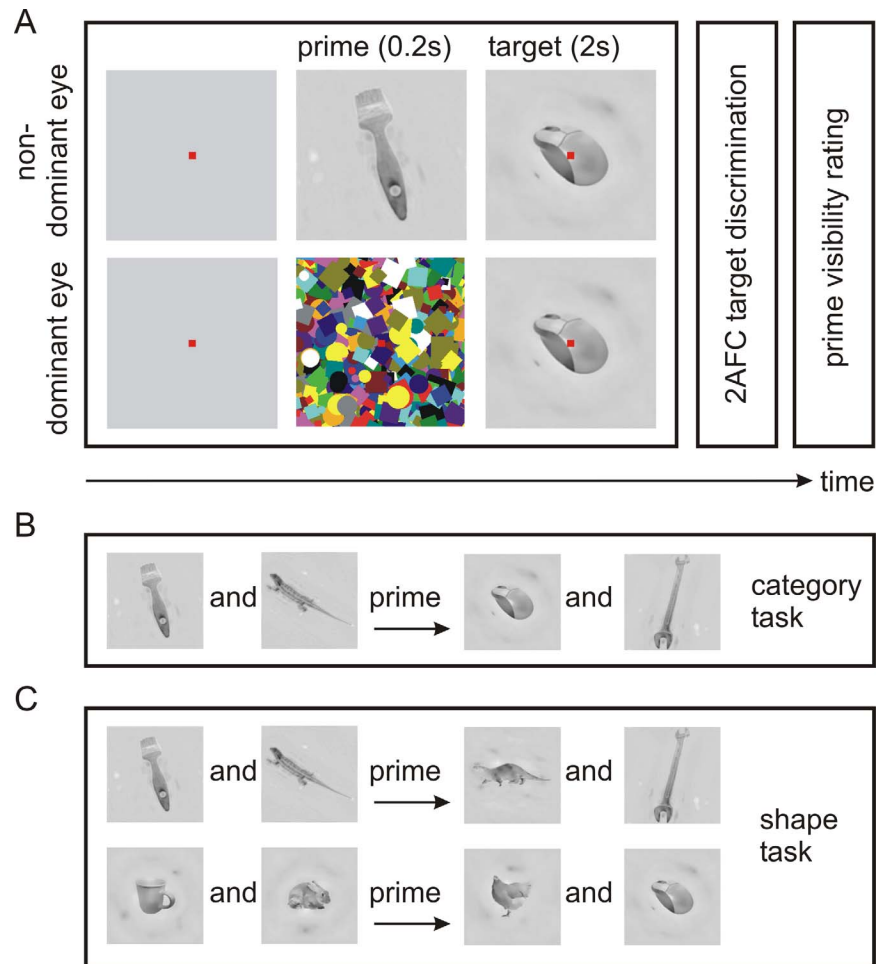 A
prime (0.2s) target (2s)
non-
dominant eye
dominant eye
2AFC target discrimination
prime visibility rating
time
B
and prime and category
task
C
and prime and
shape
task
and prime and